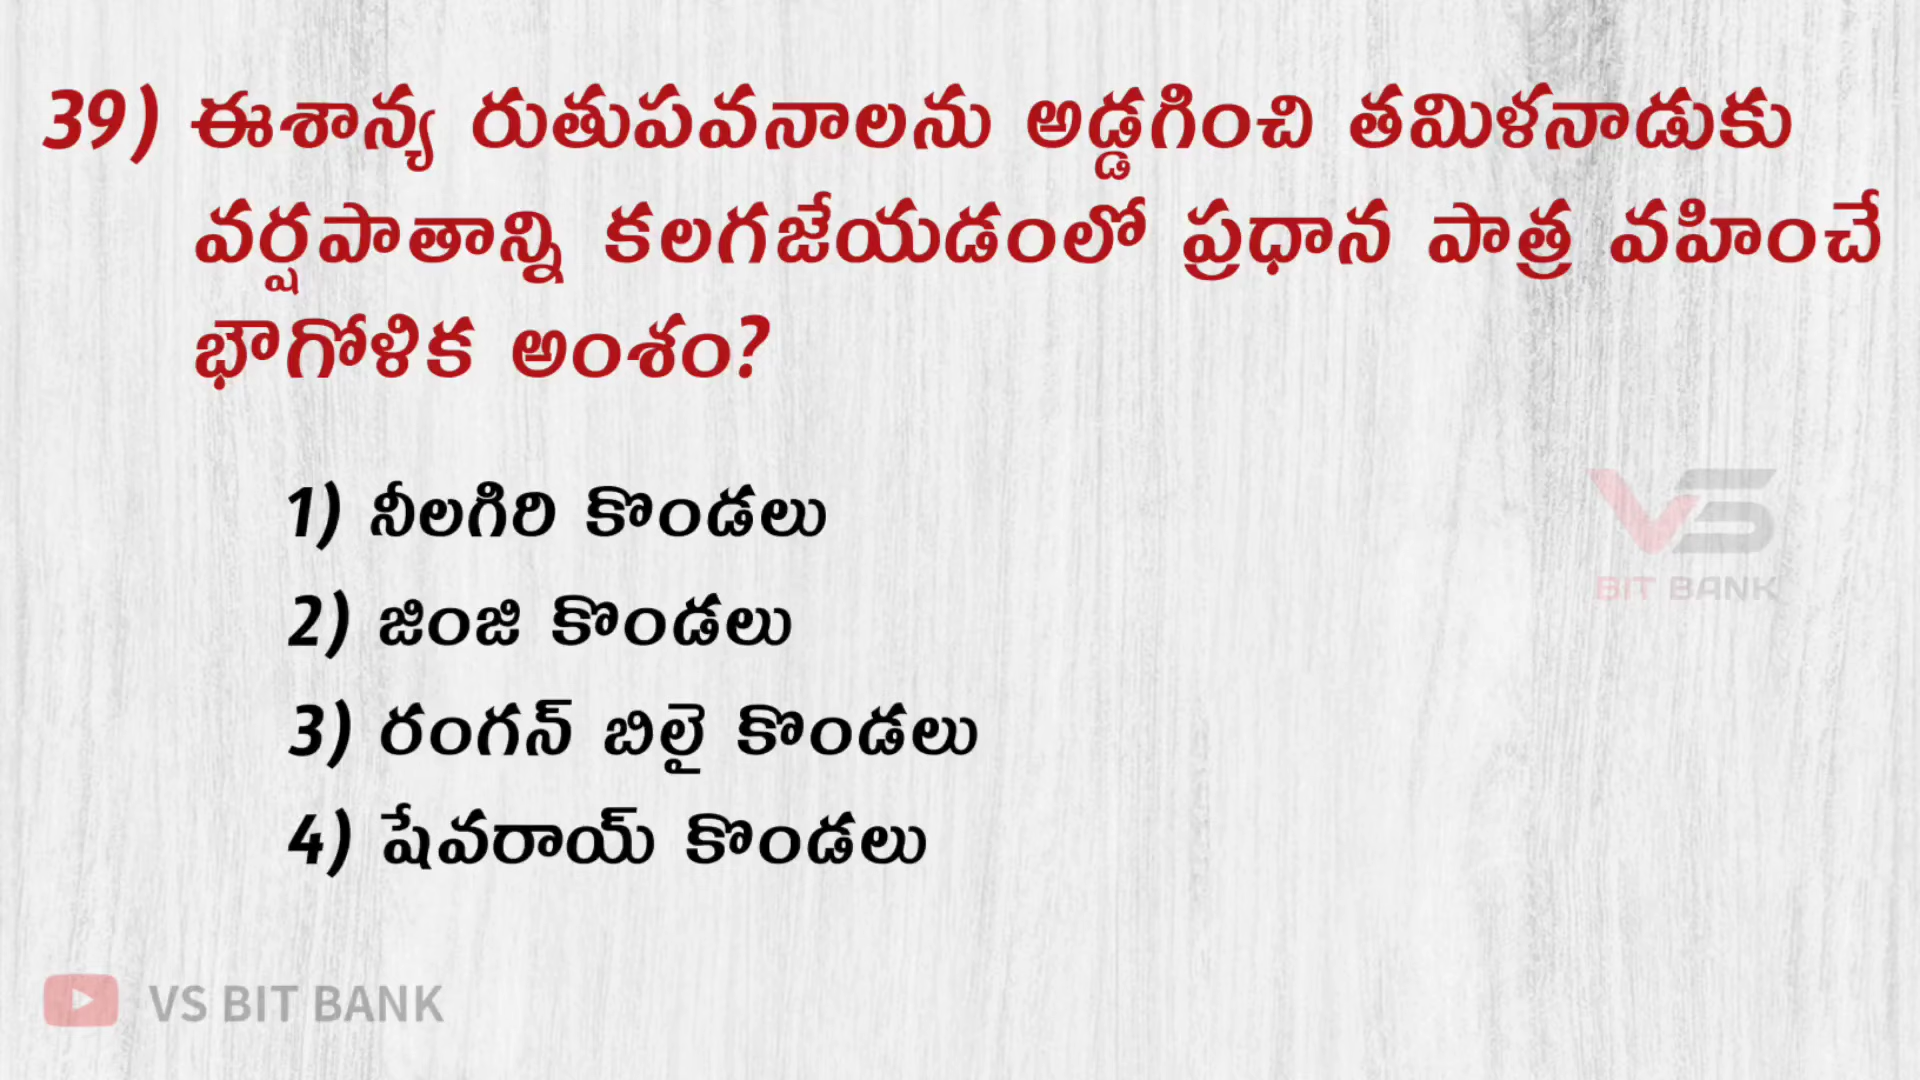 39) ఈశాన్య రుతుపవనాలను అడ్డగించి తమిళనాడుకు
వర్షపాతాన్ని కలగజేయడంలో ప్రధాన పాత్ర వహించే
భౌగోళిక అంశం?
1) నీలగిరి కొండలు
2) జింజి కొండలు
3) రంగన్ బిలై కొండలు
4) షేవరాయ్ కొండలు
VS
BIT BANK
VS BIT BANK